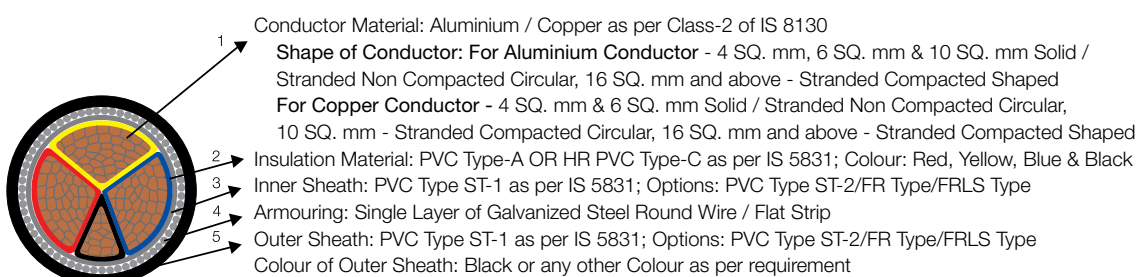 Conductor Material: Aluminium / Copper as per Class-2 of IS 8130
1
Shape of Conductor: For Aluminium Conductor - 4 SQ. mm, 6 SQ. mm & 10 SQ. mm Solid /
Stranded Non Compacted Circular, 16 SQ. mm and above - Stranded Compacted Shaped
For Copper Conductor - 4 SQ. mm & 6 SQ. mm Solid / Stranded Non Compacted Circular,
10 SQ. mm - Stranded Compacted Circular, 16 SQ. mm and above - Stranded Compacted Shaped
2 Insulation Material: PVC Type-A OR HR PVC Type-C as per IS 5831; Colour: Red, Yellow, Blue & Black
3 Inner Sheath: PVC Type ST-1 as per IS 5831; Options: PVC Type ST-2/FR Type/FRLS Type
4 Armouring: Single Layer of Galvanized Steel Round Wire / Flat Strip
5 Outer Sheath: PVC Type ST-1 as per IS 5831; Options: PVC Type ST-2/FR Type/FRLS Type
Colour of Outer Sheath: Black or any other Colour as per requirement